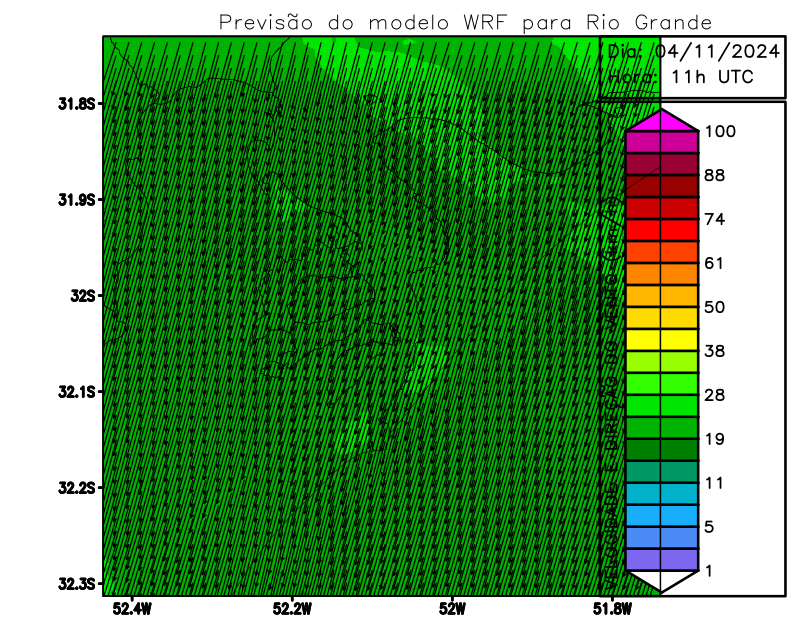 Previsão do modelo WRF para Rio Grande
Dia: 04/11/2024
Hora: 11h UTC
31.8S
31.9S
32S
32.1S
32.2S
32.3S
52.4W
52.2W
52W
51.8W
VELOCIDADE E DIREÇÃO DO VENTO
100
88
74
61
50
38
28
19
11
5
1